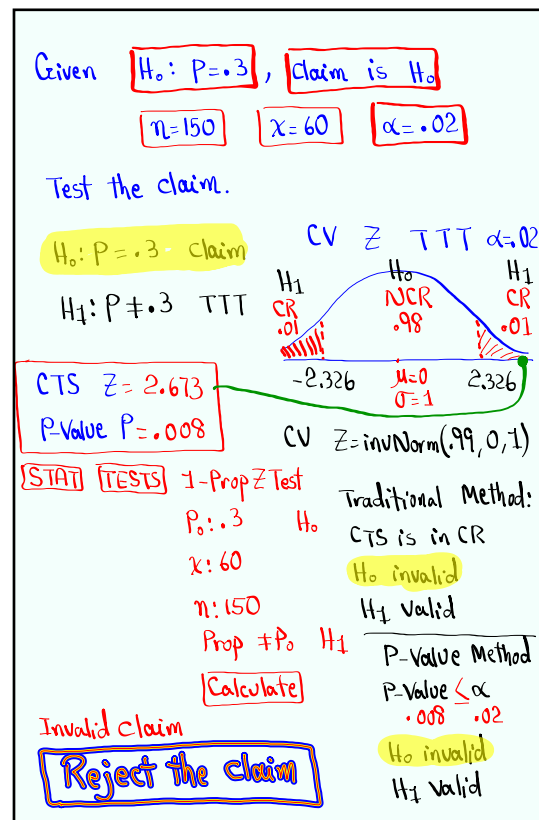 Given H₀: P=.3, Claim is H₀
n=150 x=60 α=.02
Test the claim.
H₀: P=.3 Claim
H₁: P≠.3 TTT
CV Z TTT α=.02
H₁ H₀ H₁
CR NCR CR
.01 .98 .01
-2.326 μ=0 2.326
σ=1
CTS Z=2.673
P-Value P=.008
CV Z=invNorm(.99,0,1)
STAT TESTS 1-PropZTest
P₀: .3 H₀
x: 60
n: 150
Prop ≠P₀ H₁
Calculate
Traditional Method:
CTS is in CR
H₀ invalid
H₁ Valid
P-Value Method
P-Value ≤ α
.008 .02
H₀ invalid
H₁ Valid
Invalid Claim
Reject the claim